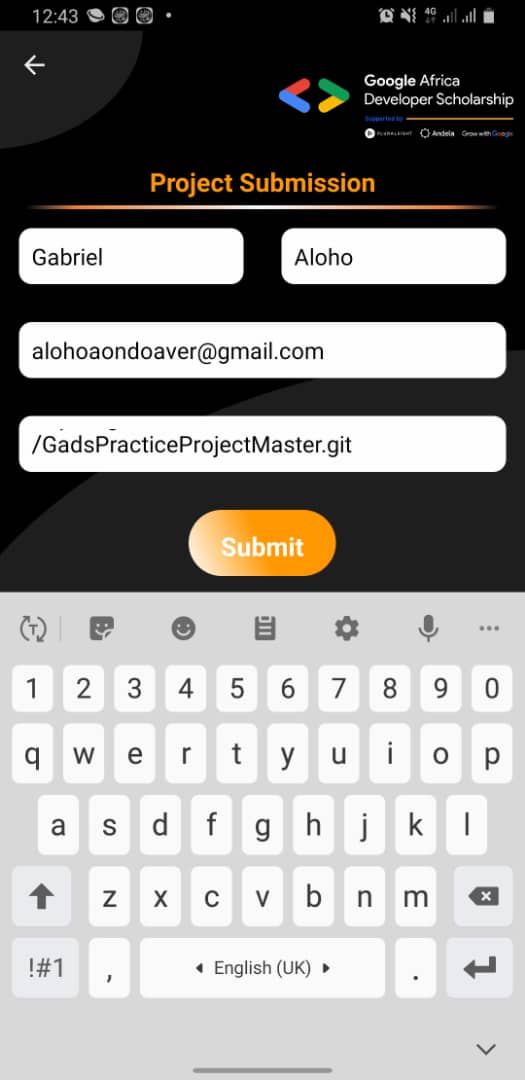 12:43
4G
Google Africa
Developer Scholarship
Supported by
PLURALSIGHT Andela Grow with Google
Project Submission
Gabriel
Aloho
alohoaondoaver@gmail.com
/GadsPracticeProjectMaster.git
Submit
1 2 3 4 5 6 7 8 9 0
q w e r t y u i o p
a s d f g h j k l
z x c v b n m
!#1 , English (UK) .